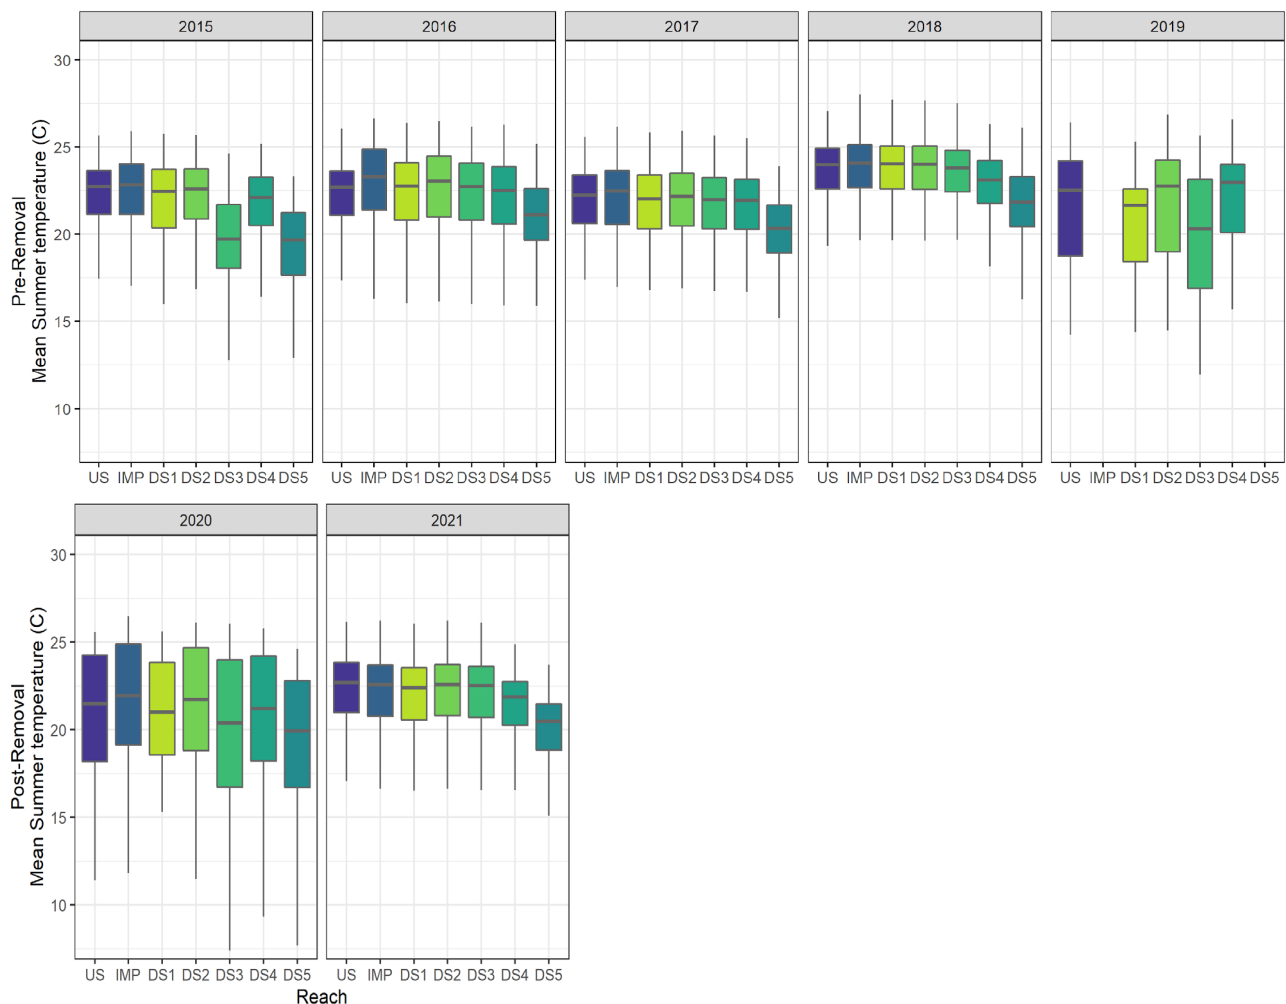 2015 2016 2017 2018 2019
Pre-Removal
Mean Summer temperature (C)
30
25
20
15
10
US IMP DS1 DS2 DS3 DS4 DS5 US IMP DS1 DS2 DS3 DS4 DS5 US IMP DS1 DS2 DS3 DS4 DS5 US IMP DS1 DS2 DS3 DS4 DS5 US IMP DS1 DS2 DS3 DS4 DS5
2020 2021
Post-Removal
Mean Summer temperature (C)
30
25
20
15
10
US IMP DS1 DS2 DS3 DS4 DS5 US IMP DS1 DS2 DS3 DS4 DS5
Reach